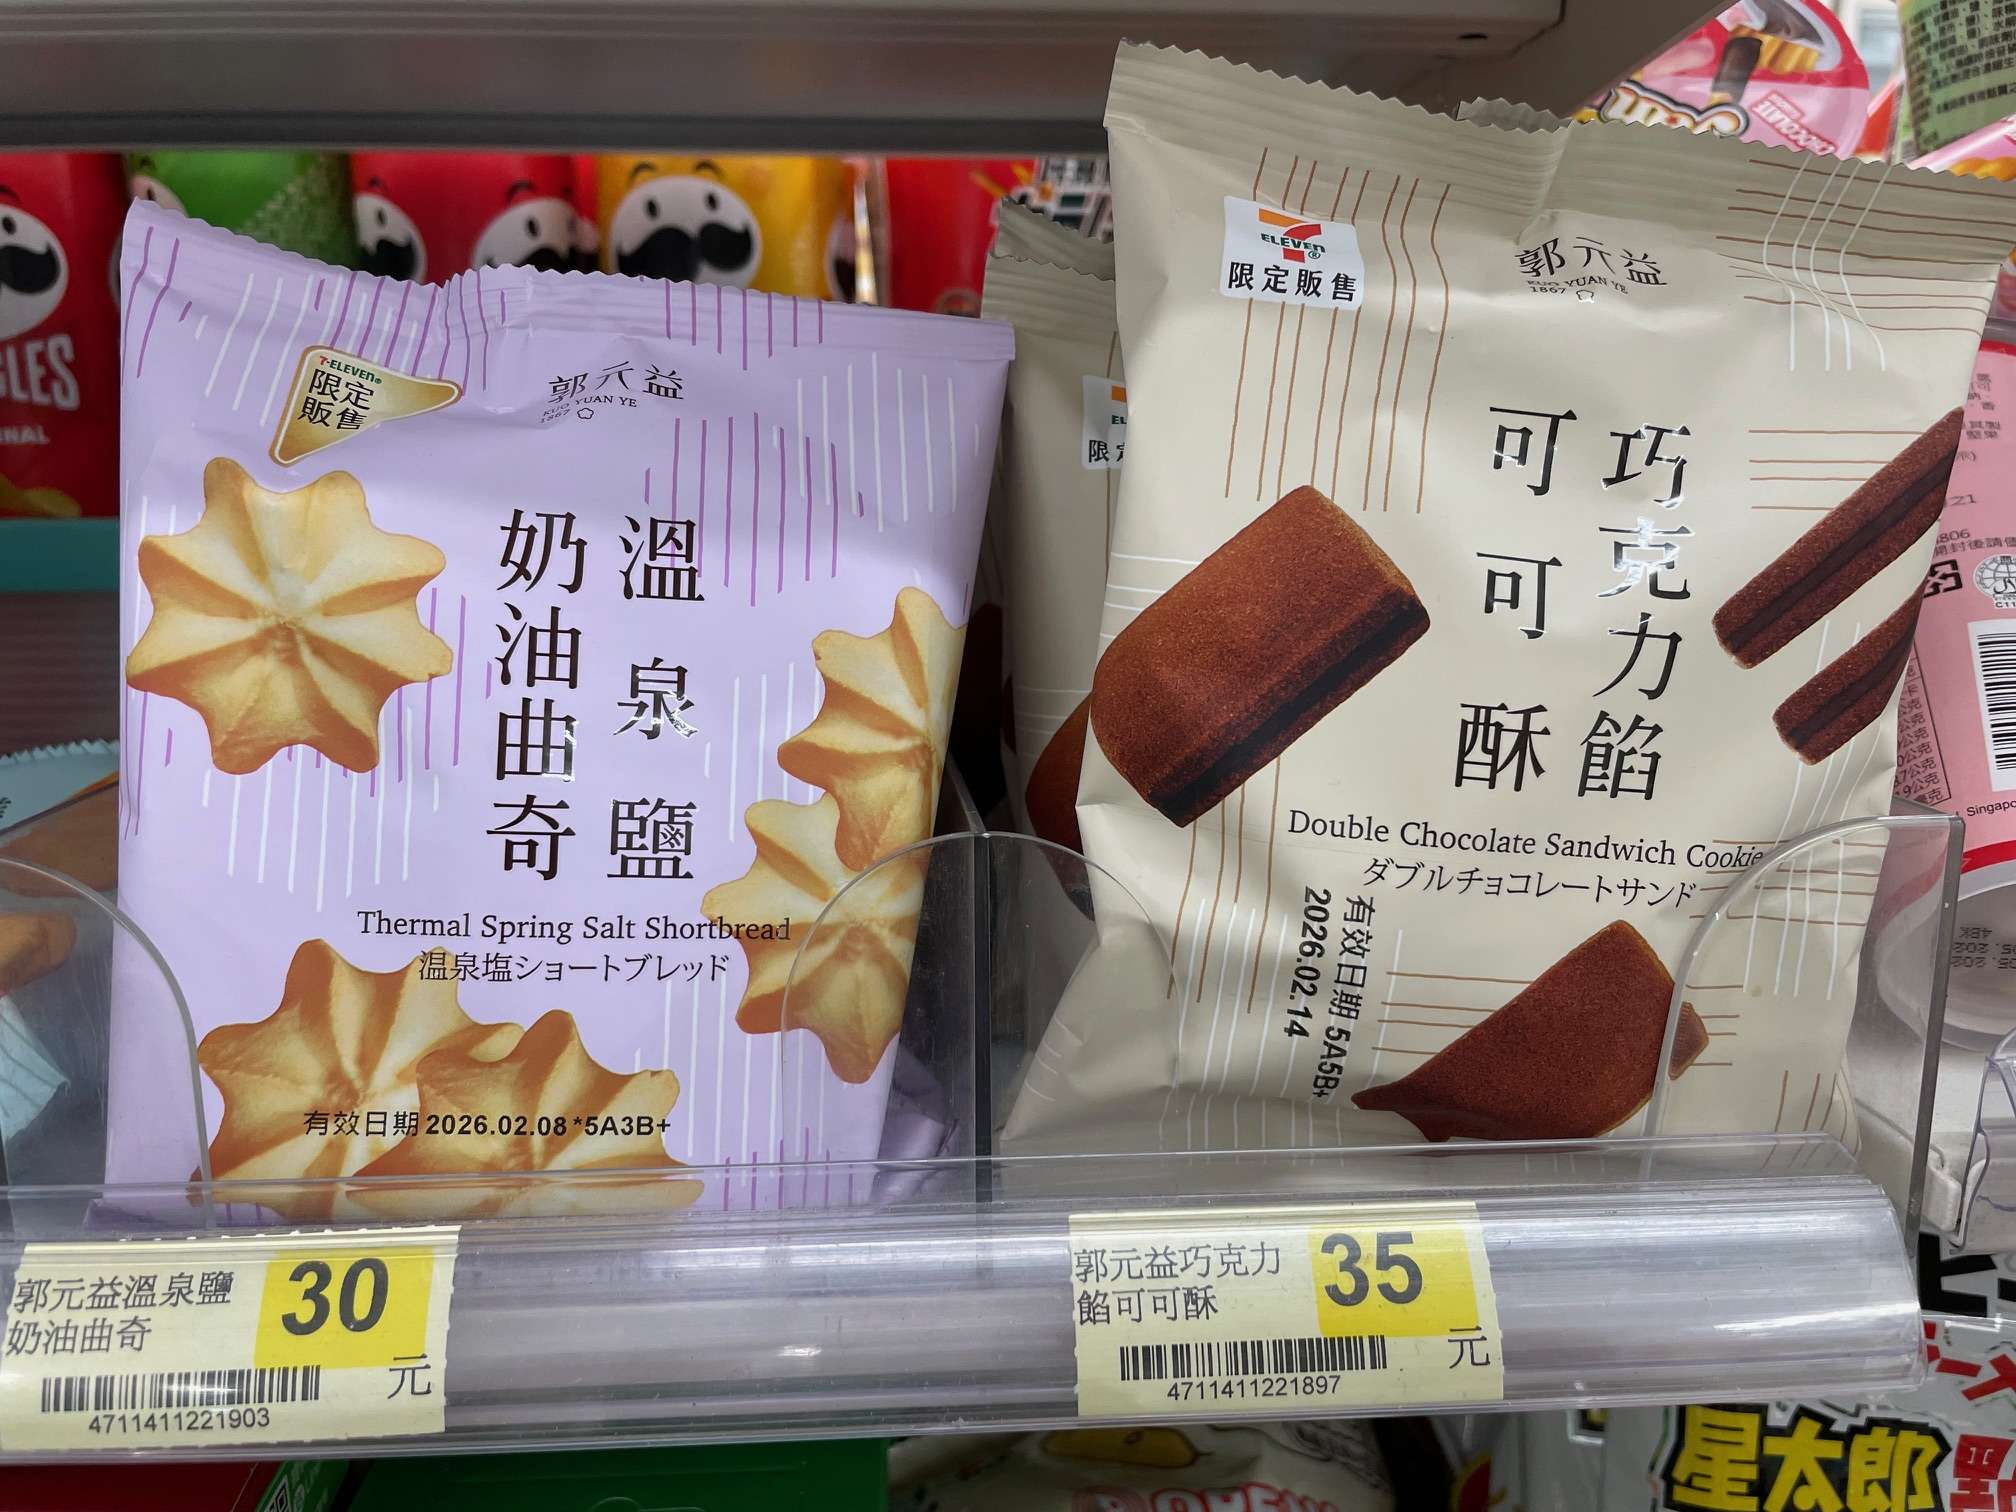 7-ELEVEN®
限定
販售
郭元益
KUO YUAN YE
1867
溫泉鹽
奶油曲奇
Thermal Spring Salt Shortbread
温泉塩ショートブレッド
有效日期 2026.02.08*5A3B+
7
ELEVEN®
限定販售
郭元益
KUO YUAN YE
1867
巧克力餡
可可酥
Double Chocolate Sandwich Cookie
ダブルチョコレートサンド
有效日期 5A5B+
2026.02.14
郭元益溫泉鹽
奶油曲奇
30
元
4711411221903
郭元益巧克力
餡可可酥
35
元
4711411221897
CHOCOLATE
星太郎